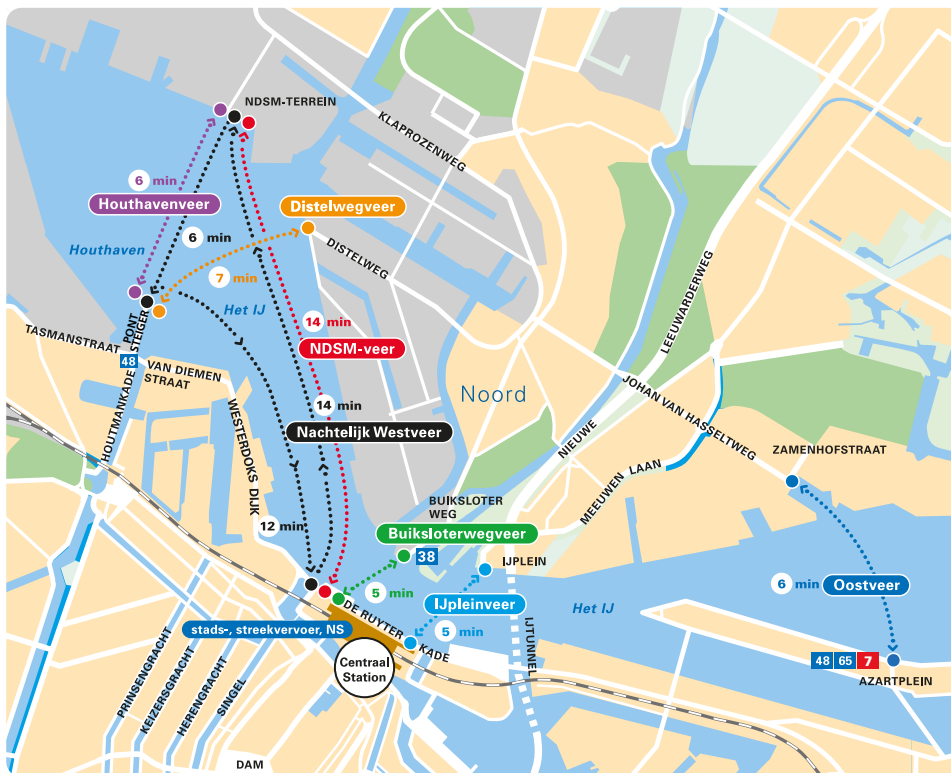 NDSM-TERREIN
KLAPROZENWEG
6 min
Houthavenveer
Distelwegveer
6 min
Houthaven
DISTELWEG
7 min
Het IJ
LEEUWARDERWEG
14 min
PONT
STEIGER
TASMANSTRAAT
NDSM-veer
48
VAN DIEMEN
STRAAT
HOUTMANKADE
JOHAN VAN HASSELTWEG
Noord
14 min
NIEUWE
WESTERDOKS DIJK
Nachtelijk Westveer
ZAMENHOFSTRAAT
MEEUWEN LAAN
BUIKSLOTER
WEG
12 min
Buiksloterwegveer
38
IJPLEIN
6 min
Oostveer
5 min
IJpleinveer
Het IJ
DE RUYTER
KADE
stads-, streekvervoer, NS
5 min
IJTUNNEL
Centraal
Station
48
65
7
AZARTPLEIN
PRINSENGRACHT
KEIZERSGRACHT
HERENGRACHT
SINGEL
DAM